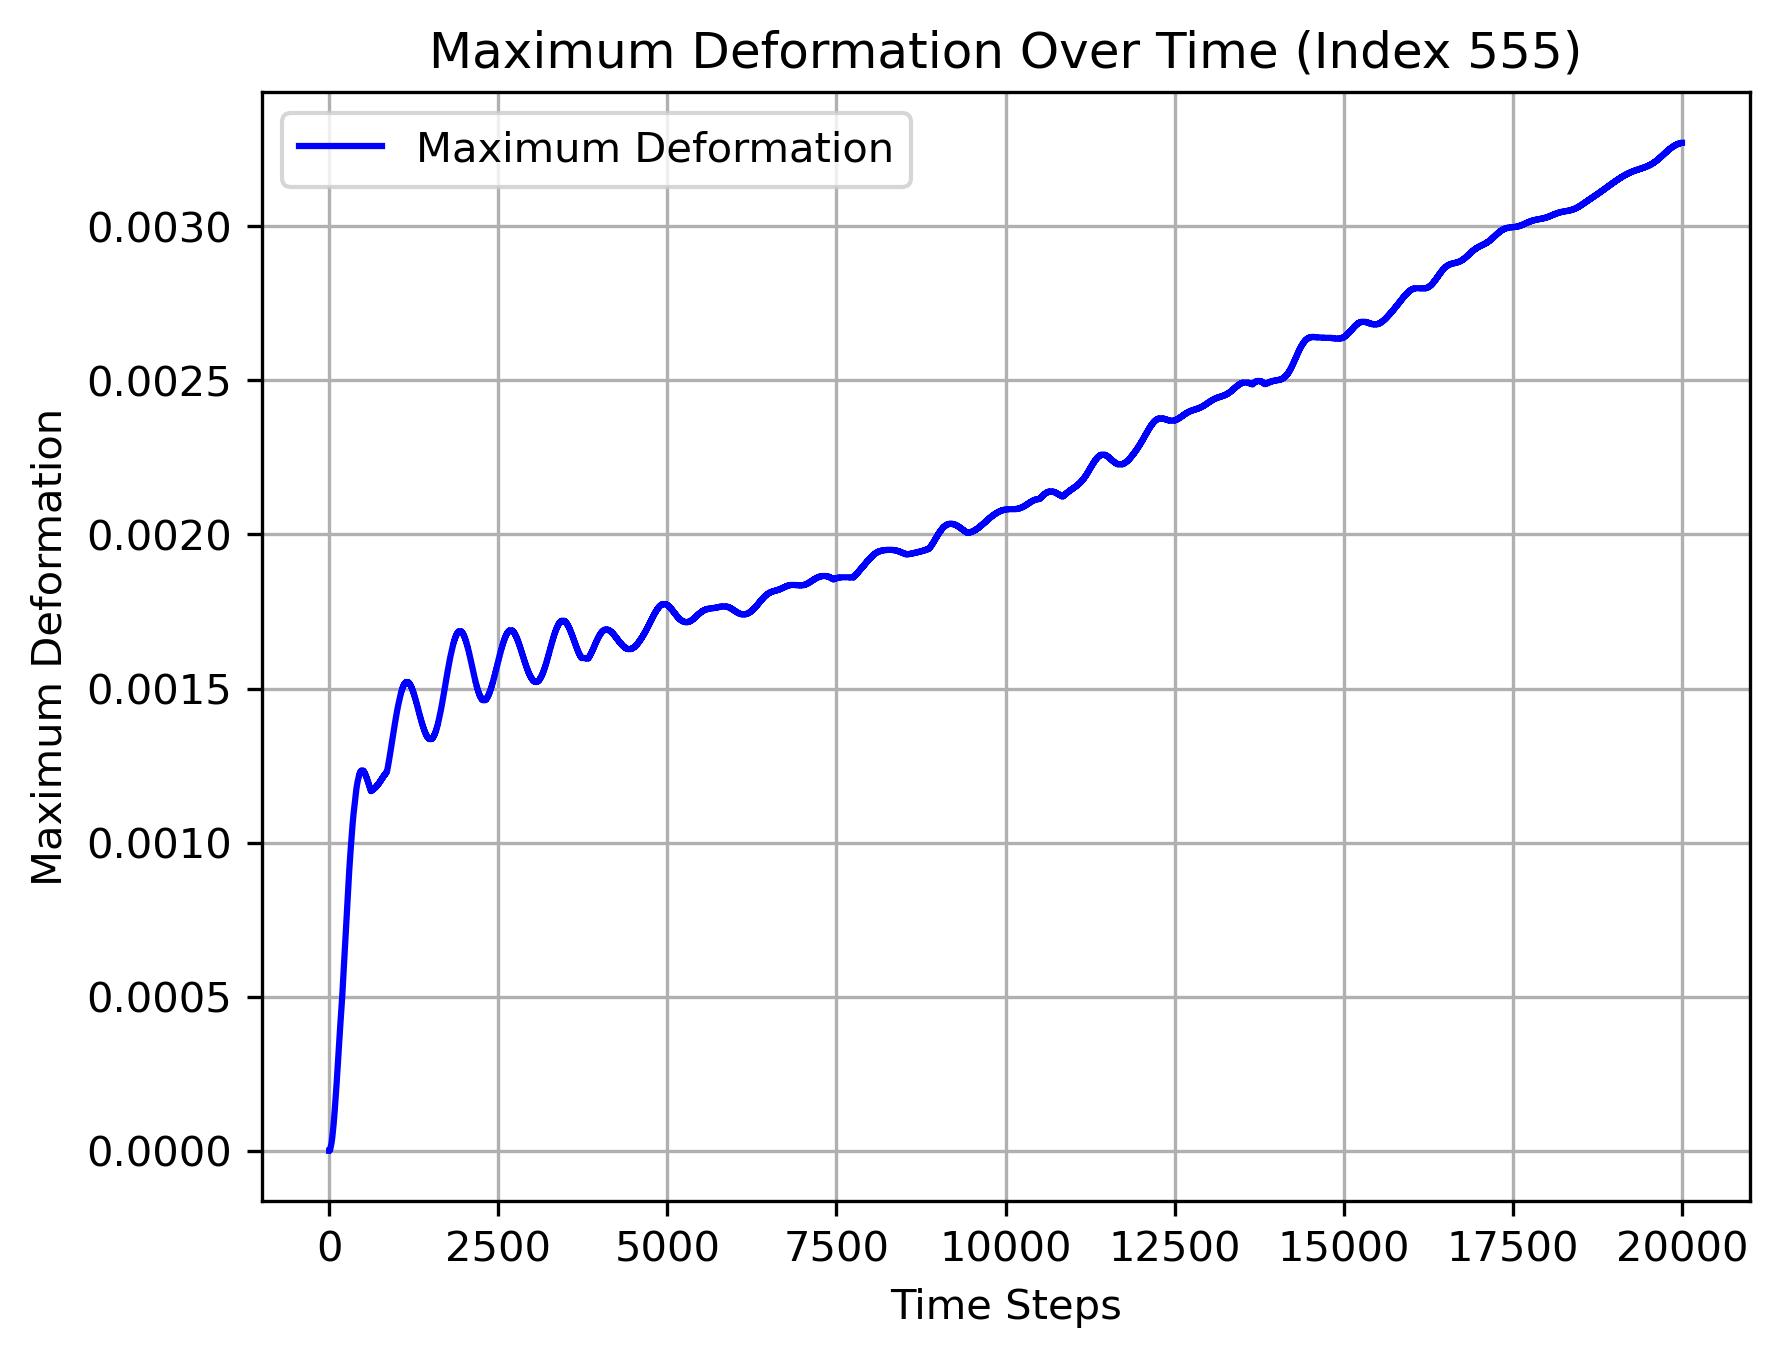 Maximum Deformation Over Time (Index 555)
Maximum Deformation
Maximum Deformation
0.0030
0.0025
0.0020
0.0015
0.0010
0.0005
0.0000
0 2500 5000 7500 10000 12500 15000 17500 20000
Time Steps